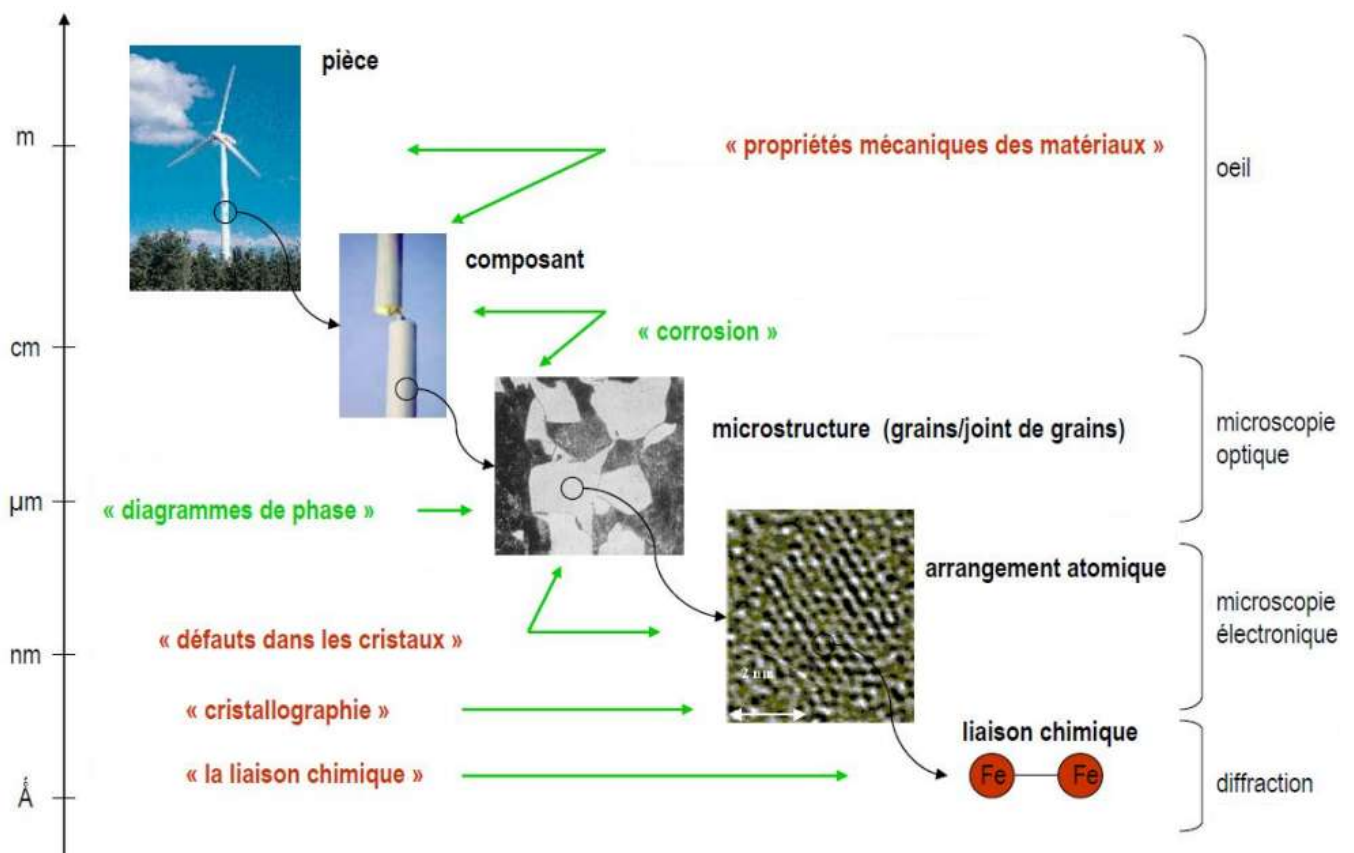 pièce
m
« propriétés mécaniques des matériaux »
oeil
composant
« corrosion »
cm
microstructure (grains/joint de grains)
microscopie
optique
µm
« diagrammes de phase »
arrangement atomique
microscopie
électronique
« défauts dans les cristaux »
nm
2 nm
« cristallographie »
liaison chimique
« la liaison chimique »
Fe
Fe
diffraction
Å